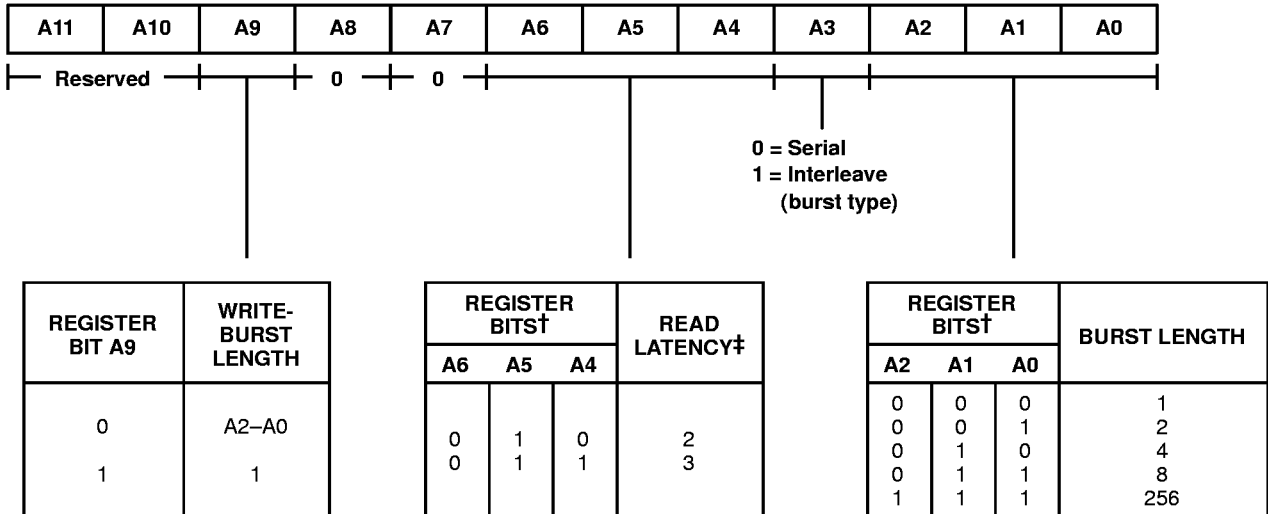 A11 A10 A9 A8 A7 A6 A5 A4 A3 A2 A1 A0
Reserved 0 0
0 = Serial
1 = Interleave
(burst type)
REGISTER
BIT A9
WRITE-
BURST
LENGTH
0 A2–A0
1 1
REGISTER
BITS†
READ
LATENCY‡
A6 A5 A4
0 1 0 2
0 1 1 3
REGISTER
BITS†
BURST LENGTH
A2 A1 A0
0 0 0 1
0 0 1 2
0 1 0 4
0 1 1 8
1 1 1 256